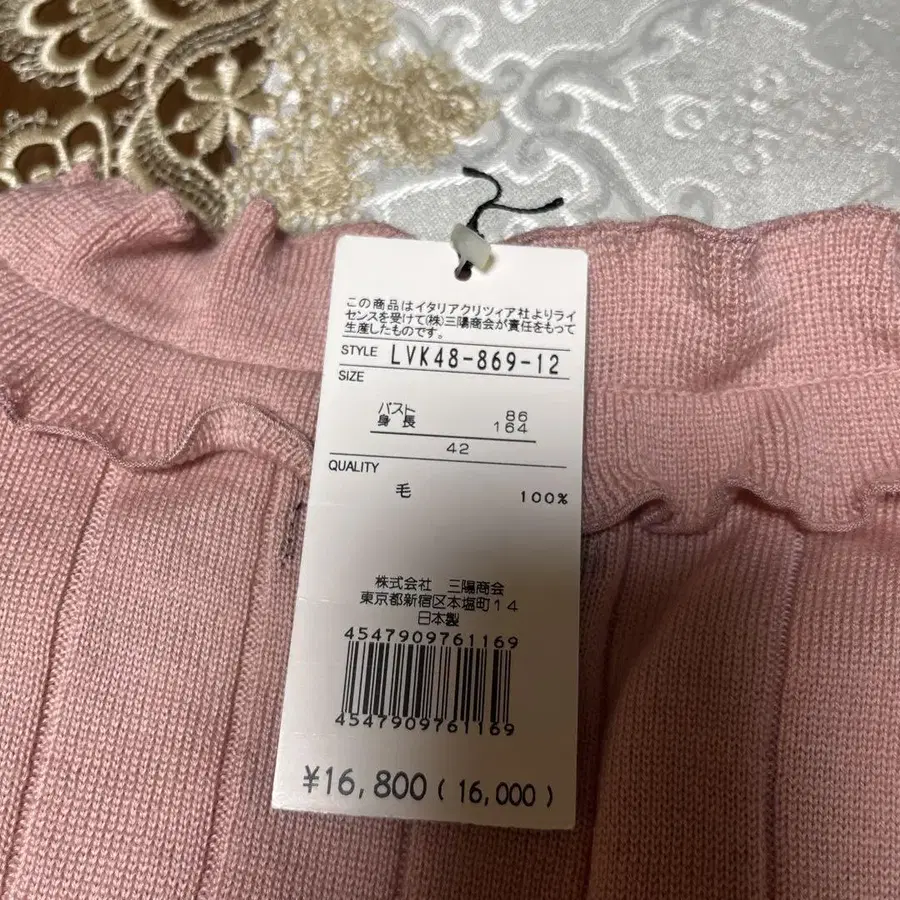 この商品はイタリアクリツィア社よりライ
センスを受けて(株)三陽商会が責任をもって
生産したものです。
STYLE LVK48-869-12
SIZE
バスト 86
身長 164
42
QUALITY
毛 100%
株式会社 三陽商会
東京都新宿区本塩町14
日本製
4547909761169
4547909761169
¥16,800(16,000)